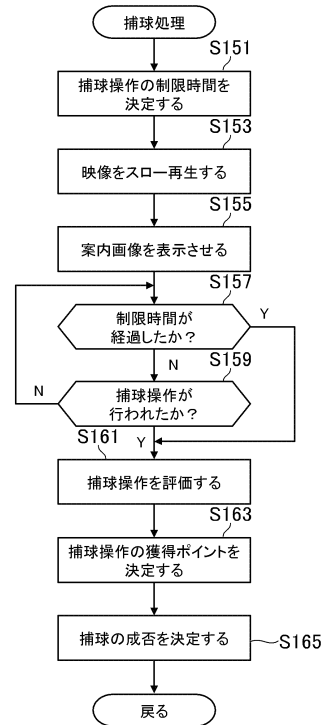 捕球処理
S151
捕球操作の制限時間を
決定する
S153
映像をスロー再生する
S155
案内画像を表示させる
S157
制限時間が
経過したか？
Y
N
S159
捕球操作が
行われたか？
N
Y
S161
捕球操作を評価する
S163
捕球操作の獲得ポイントを
決定する
捕球の成否を決定する
S165
戻る